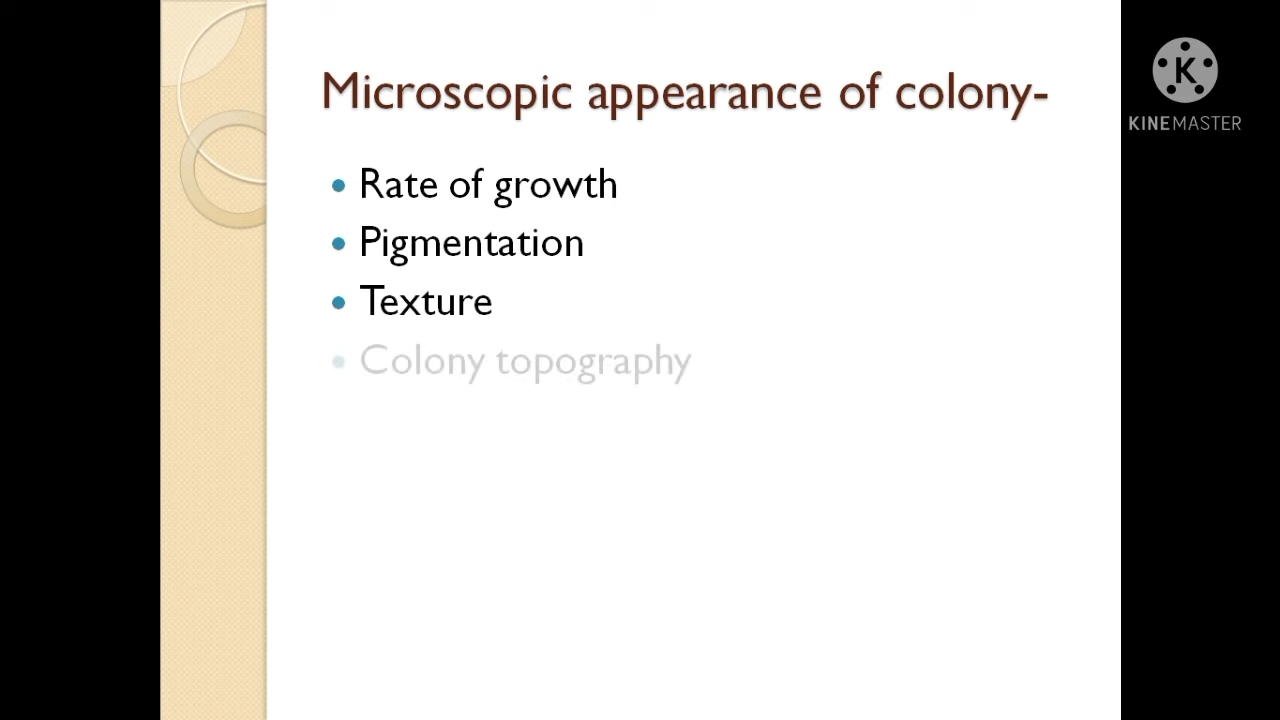 Microscopic appearance of colony-
Rate of growth
Pigmentation
Texture
Colony topography
K
KINEMASTER